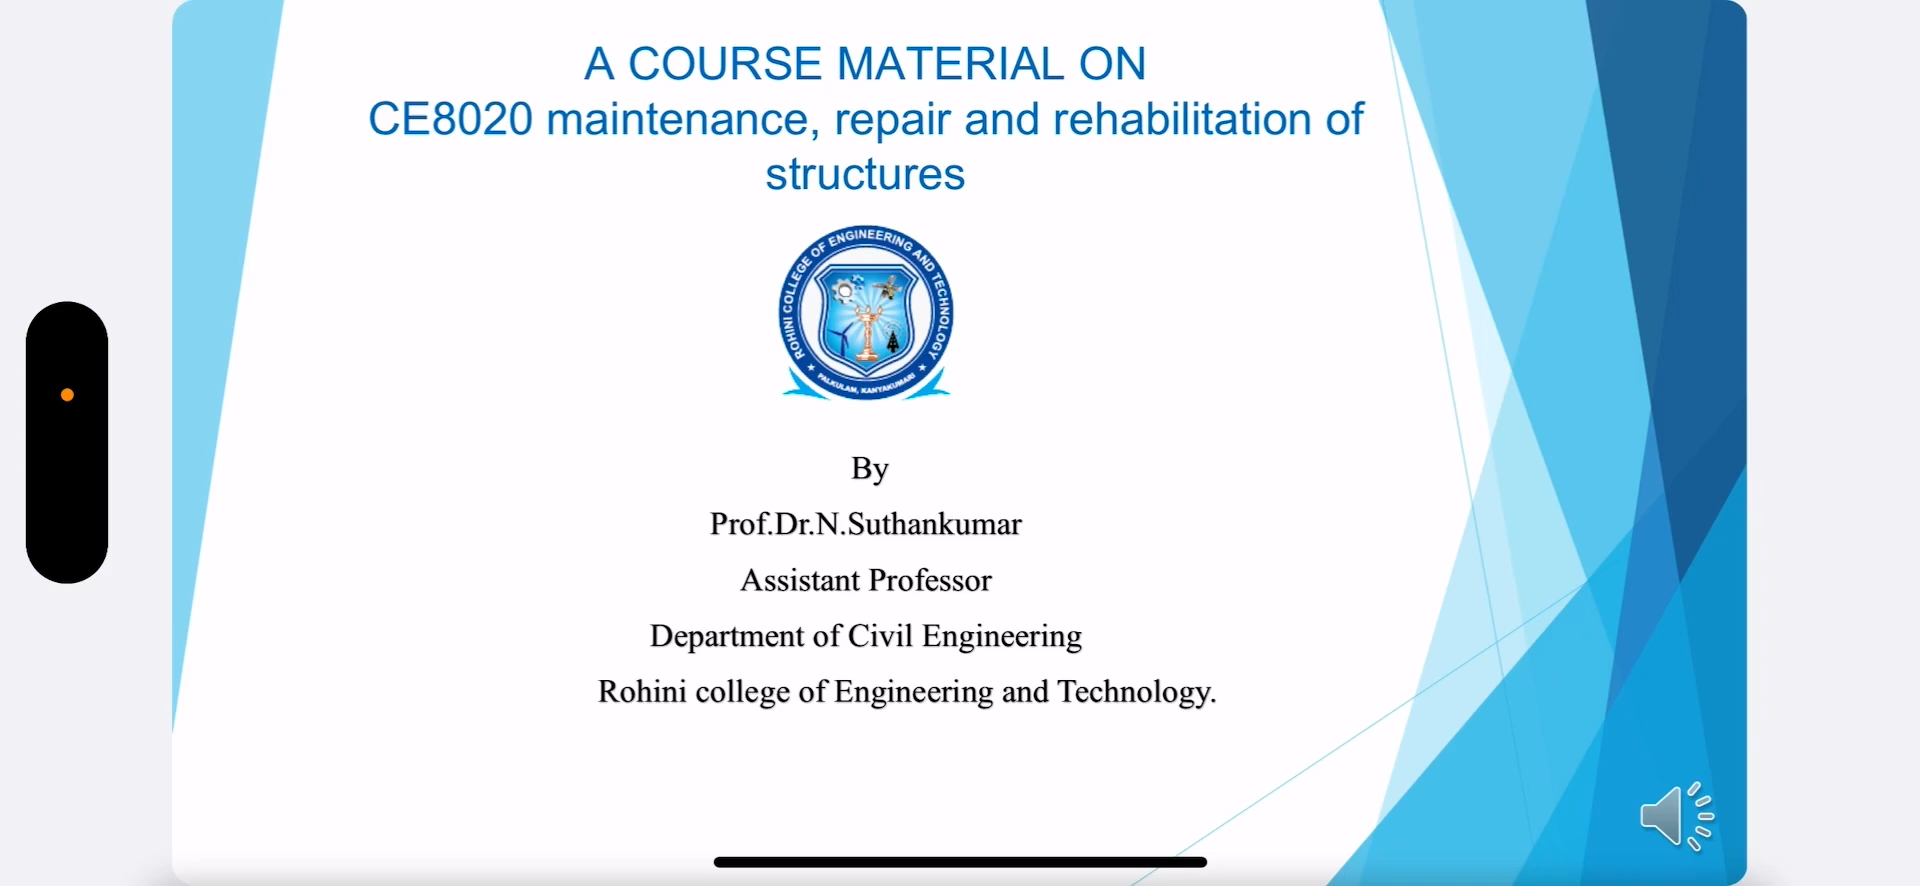 A COURSE MATERIAL ON
CE8020 maintenance, repair and rehabilitation of
structures
ROHINI COLLEGE OF ENGINEERING AND TECHNOLOGY
PALKULAM, KANYAKUMARI
By
Prof.Dr.N.Suthankumar
Assistant Professor
Department of Civil Engineering
Rohini college of Engineering and Technology.